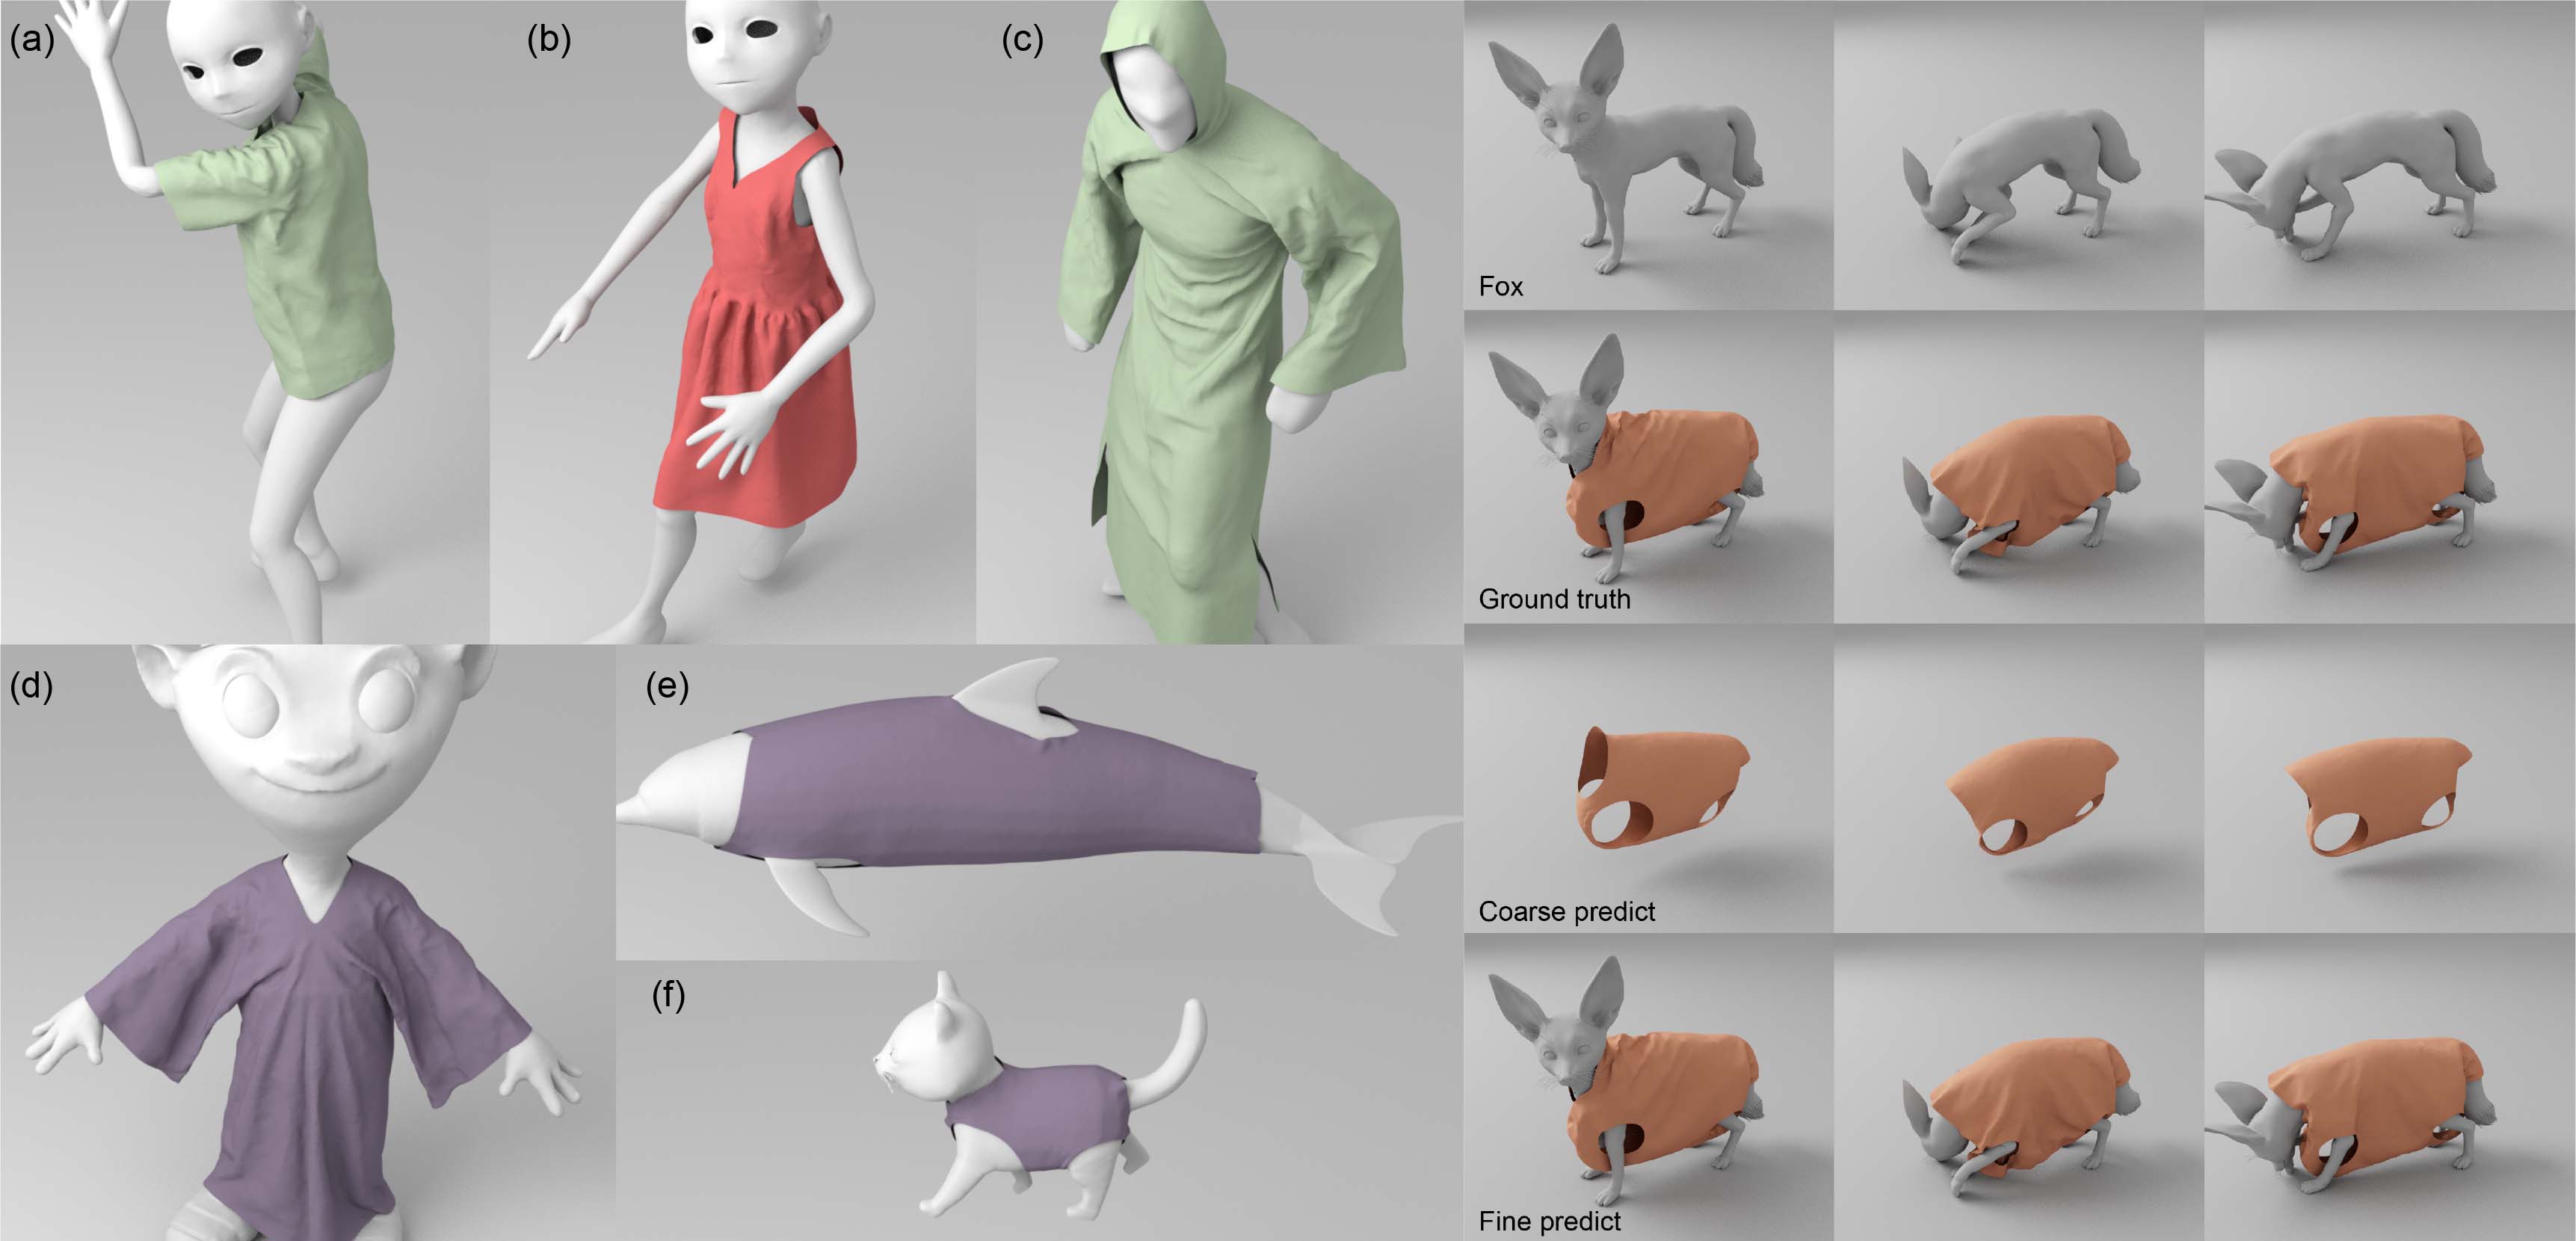 (a)
(b)
(c)
(d)
(e)
(f)
Fox
Ground truth
Coarse predict
Fine predict